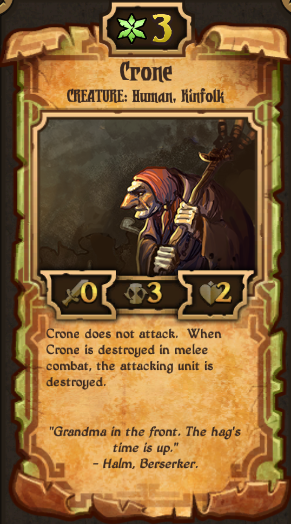 3
Crone
CREATURE: Human, Kinfolk
0 3 2
Crone does not attack. When
Crone is destroyed in melee
combat, the attacking unit is
destroyed.
"Grandma in the front. The hag's
time is up."
- Halm, Berserker.